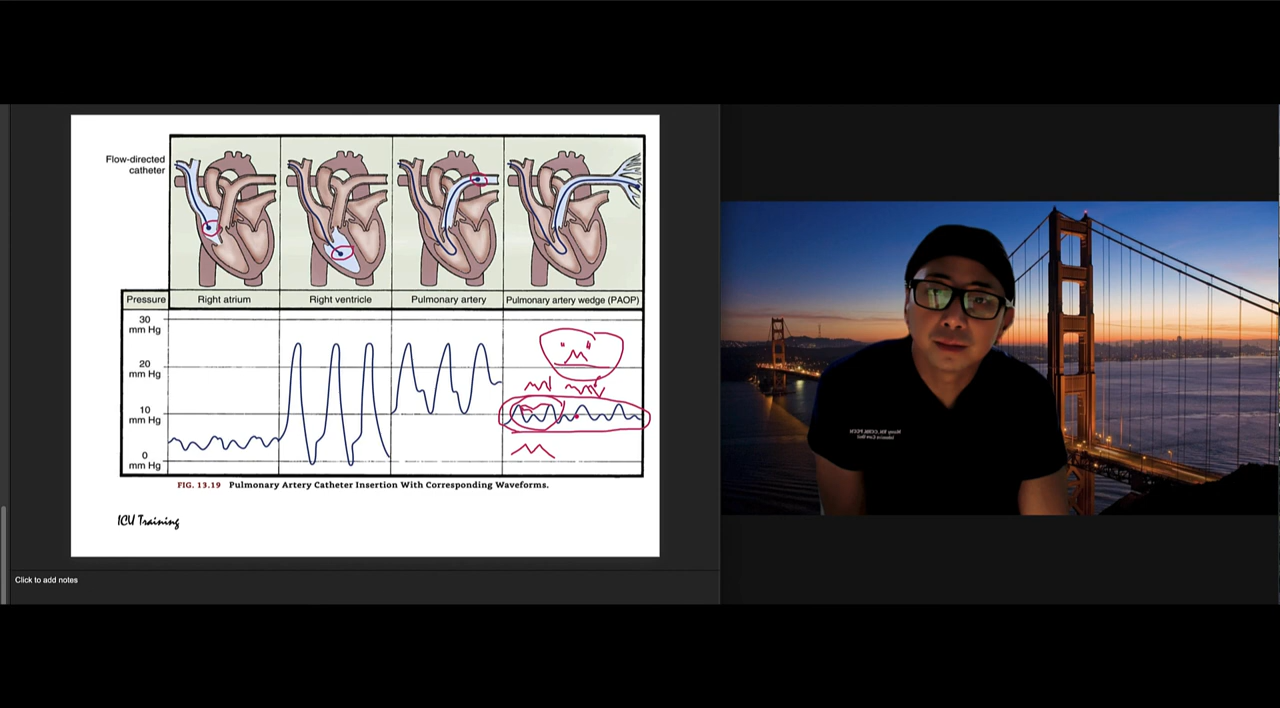 Flow-directed
catheter
Pressure
Right atrium
Right ventricle
Pulmonary artery
Pulmonary artery wedge (PAOP)
30
mm Hg
20
mm Hg
10
mm Hg
0
mm Hg
FIG. 13.19 Pulmonary Artery Catheter Insertion With Corresponding Waveforms.
ICU Training
Click to add notes